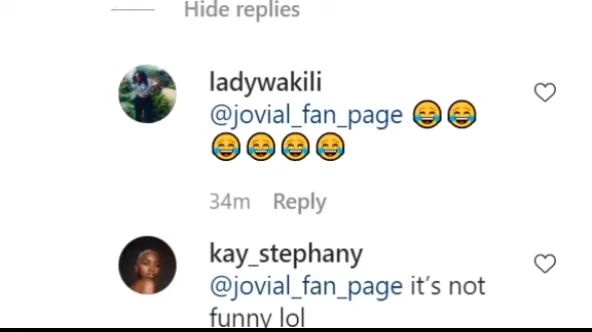 Hide replies
ladywakili
@jovial_fan_page 😂😂
😂😂😂😂
34m Reply
kay_stephany
@jovial_fan_page it's not
funny lol